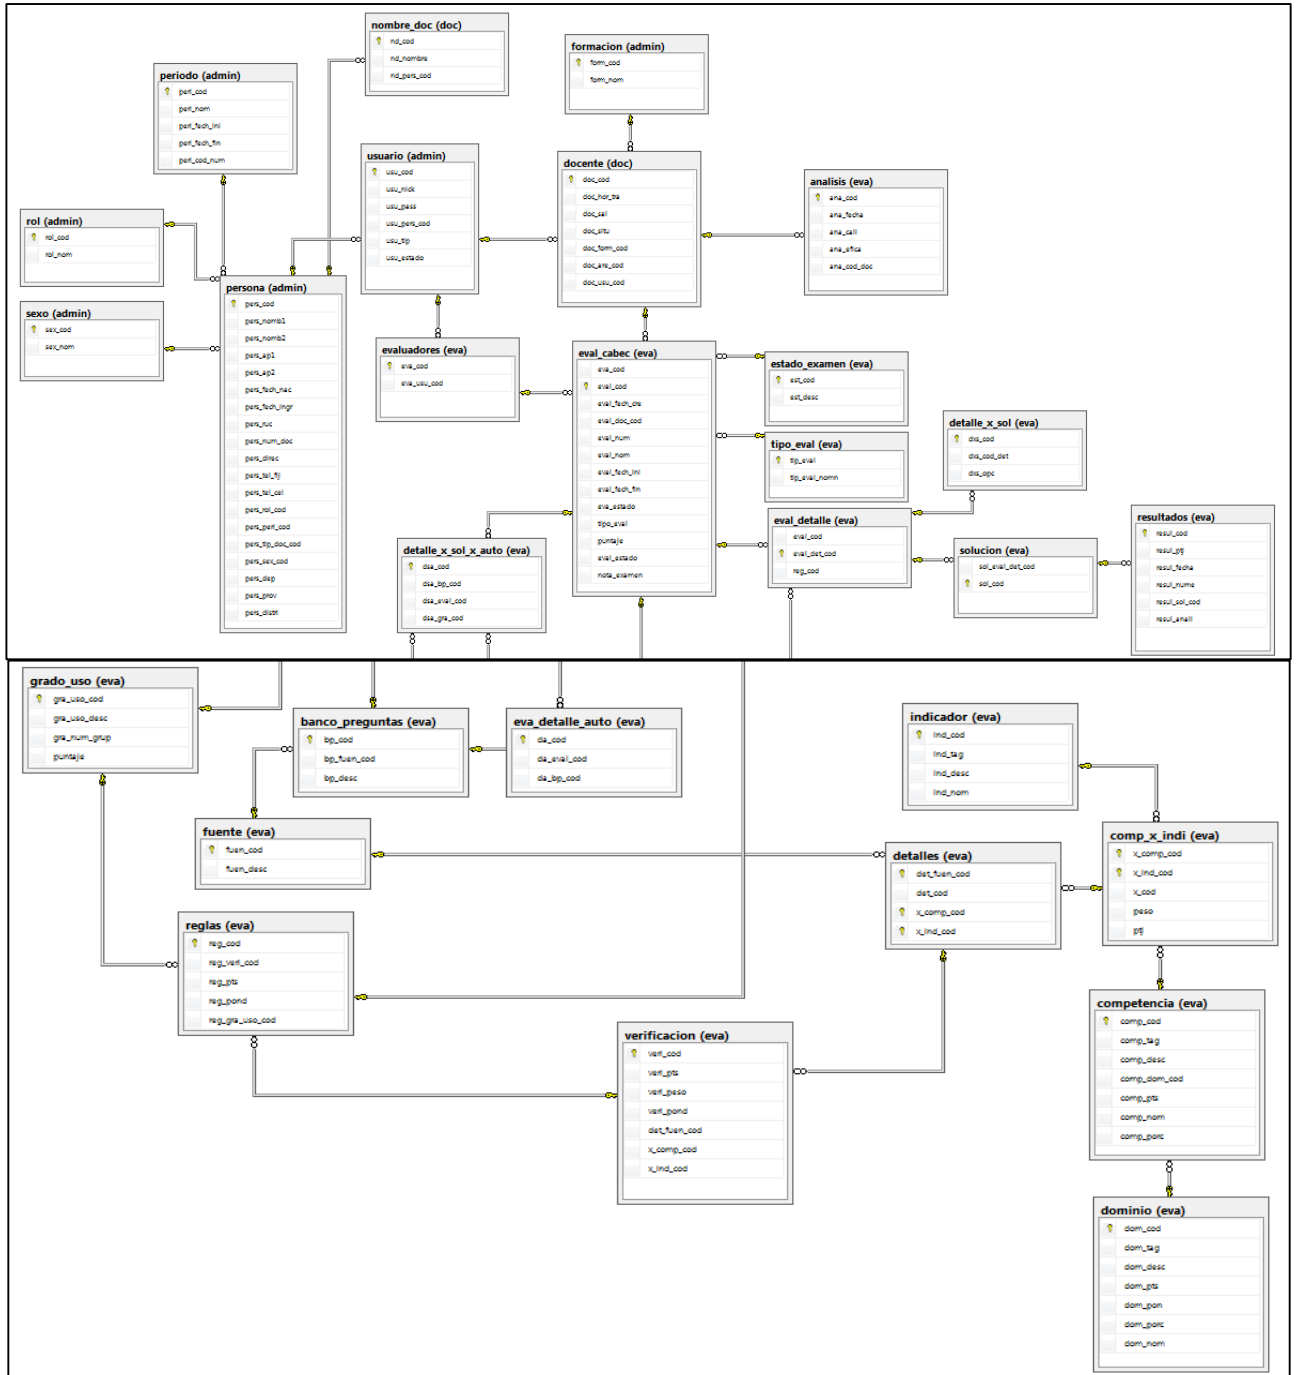 nombre_doc (doc)
nd_cod
nd_nombre
nd_pers_cod
formacion (admin)
form_cod
form_nom
periodo (admin)
peri_cod
peri_nom
peri_fech_ini
peri_fech_fin
peri_cod_num
usuario (admin)
usu_cod
usu_nick
usu_pass
usu_pers_cod
usu_tip
usu_estado
docente (doc)
doc_cod
doc_hor_tra
doc_sal
doc_situ
doc_form_cod
doc_are_cod
doc_usu_cod
analisis (eva)
ana_cod
ana_fecha
ana_cali
ana_efica
ana_cod_doc
rol (admin)
rol_cod
rol_nom
sexo (admin)
sex_cod
sex_nom
persona (admin)
pers_cod
pers_nomb1
pers_nomb2
pers_ap1
pers_ap2
pers_fech_nac
pers_fech_ingr
pers_ruc
pers_num_doc
pers_direc
pers_tel_fij
pers_tel_cel
pers_rol_cod
pers_peri_cod
pers_tip_doc_cod
pers_sex_cod
pers_dep
pers_prov
pers_distri
evaluadores (eva)
eva_cod
eva_usu_cod
eval_cabec (eva)
eva_cod
eval_cod
eval_fech_cre
eval_doc_cod
eval_num
eval_nom
eval_fech_ini
eval_fech_fin
eva_estado
tipo_eval
puntaje
eval_estado
nota_examen
estado_examen (eva)
est_cod
est_desc
tipo_eval (eva)
tip_eval
tip_eval_nomn
detalle_x_sol (eva)
dxs_cod
dxs_cod_det
dxs_opc
eval_detalle (eva)
eval_cod
eval_det_cod
reg_cod
solucion (eva)
sol_eval_det_cod
sol_cod
resultados (eva)
resul_cod
resul_ptj
resul_fecha
resul_nume
resul_sol_cod
resul_anali
detalle_x_sol_x_auto (eva)
dsa_cod
dsa_bp_cod
dsa_eval_cod
dsa_gra_cod
grado_uso (eva)
gra_uso_cod
gra_uso_desc
gra_num_grup
puntaje
banco_preguntas (eva)
bp_cod
bp_fuen_cod
bp_desc
eva_detalle_auto (eva)
da_cod
da_eval_cod
da_bp_cod
indicador (eva)
ind_cod
ind_tag
ind_desc
ind_nom
fuente (eva)
fuen_cod
fuen_desc
comp_x_indi (eva)
x_comp_cod
x_ind_cod
x_cod
peso
ptj
detalles (eva)
det_fuen_cod
det_cod
x_comp_cod
x_ind_cod
reglas (eva)
reg_cod
reg_veri_cod
reg_pts
reg_pond
reg_gra_uso_cod
competencia (eva)
comp_cod
comp_tag
comp_desc
comp_dom_cod
comp_pts
comp_nom
comp_porc
verificacion (eva)
veri_cod
veri_pts
veri_peso
veri_pond
det_fuen_cod
x_comp_cod
x_ind_cod
dominio (eva)
dom_cod
dom_tag
dom_desc
dom_pts
dom_pon
dom_porc
dom_nom